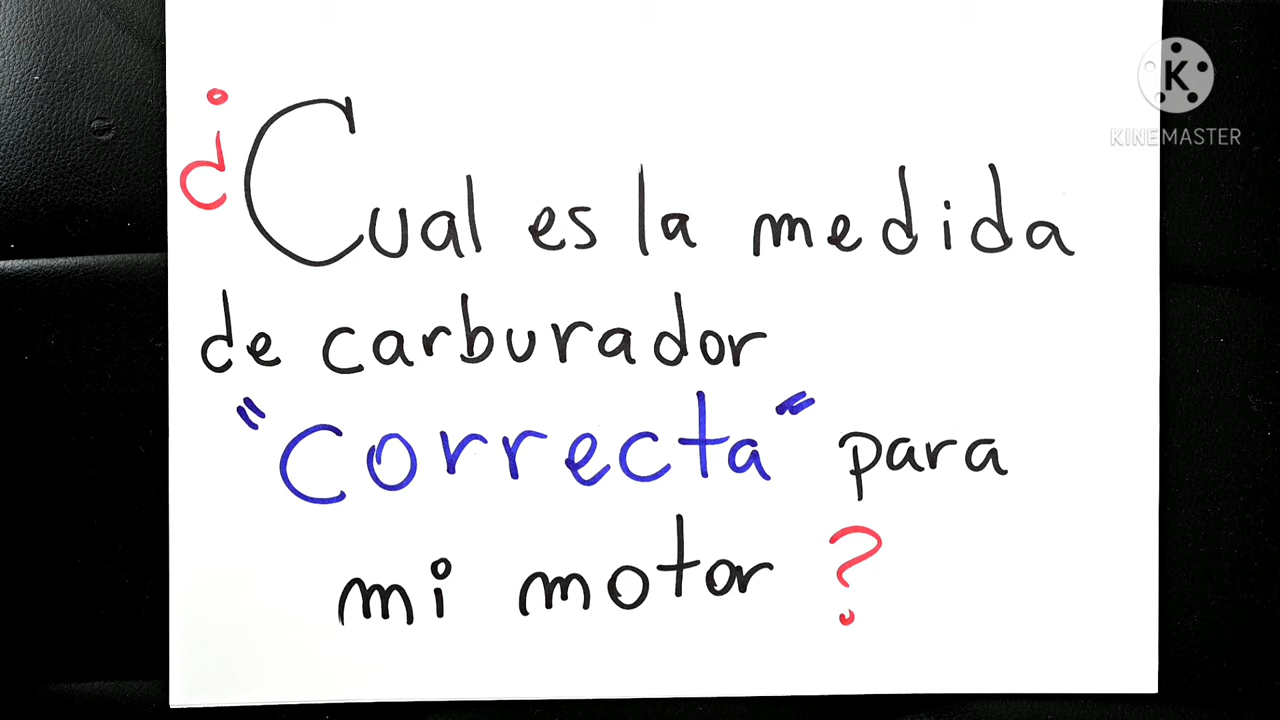 ¿Cual es la medida
de carburador
"correcta" para
mi motor?
K
KINEMASTER